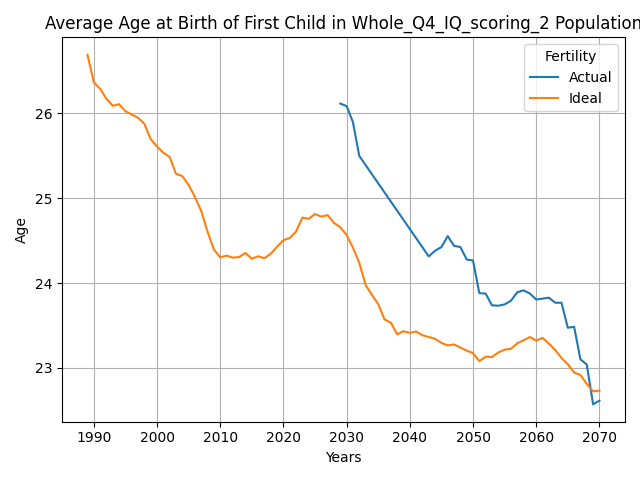 Average Age at Birth of First Child in Whole_Q4_IQ_scoring_2 Population
Fertility
Actual
Ideal
26
25
24
23
Age
1990 2000 2010 2020 2030 2040 2050 2060 2070
Years